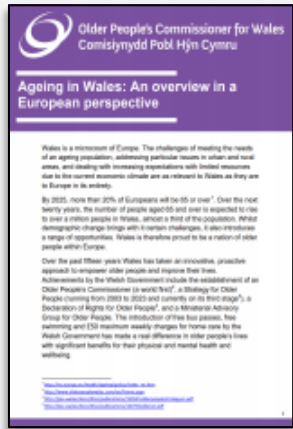 Older People's Commissioner for Wales
Comisiynydd Pobl Hŷn Cymru
Ageing in Wales: An overview in a
European perspective
Wales is a microcosm of Europe. The challenges of meeting the needs
of an ageing population, addressing particular issues in urban and rural
areas, and dealing with increasing expectations with limited resources
due to the current economic climate are as relevant to Wales as they are
to Europe in its entirety.
By 2025, more than 20% of Europeans will be 65 or over¹. Over the next
twenty years, the number of people aged 65 and over is expected to rise
to over a million people in Wales, almost a third of the population. Whilst
demographic change brings with it certain challenges, it also introduces
a range of opportunities. Wales is therefore proud to be a nation of older
people within Europe.
Over the past fifteen years Wales has taken an innovative, proactive
approach to empower older people and improve their lives.
Achievements by the Welsh Government include the establishment of an
Older People's Commissioner (a world first)², a Strategy for Older
People (running from 2003 to 2023 and currently on its third stage)³, a
Declaration of Rights for Older People⁴, and a Ministerial Advisory
Group for Older People. The introduction of free bus passes, free
swimming and £50 maximum weekly charges for home care by the
Welsh Government has made a real difference in older people's lives
with significant benefits for their physical and mental health and
wellbeing.